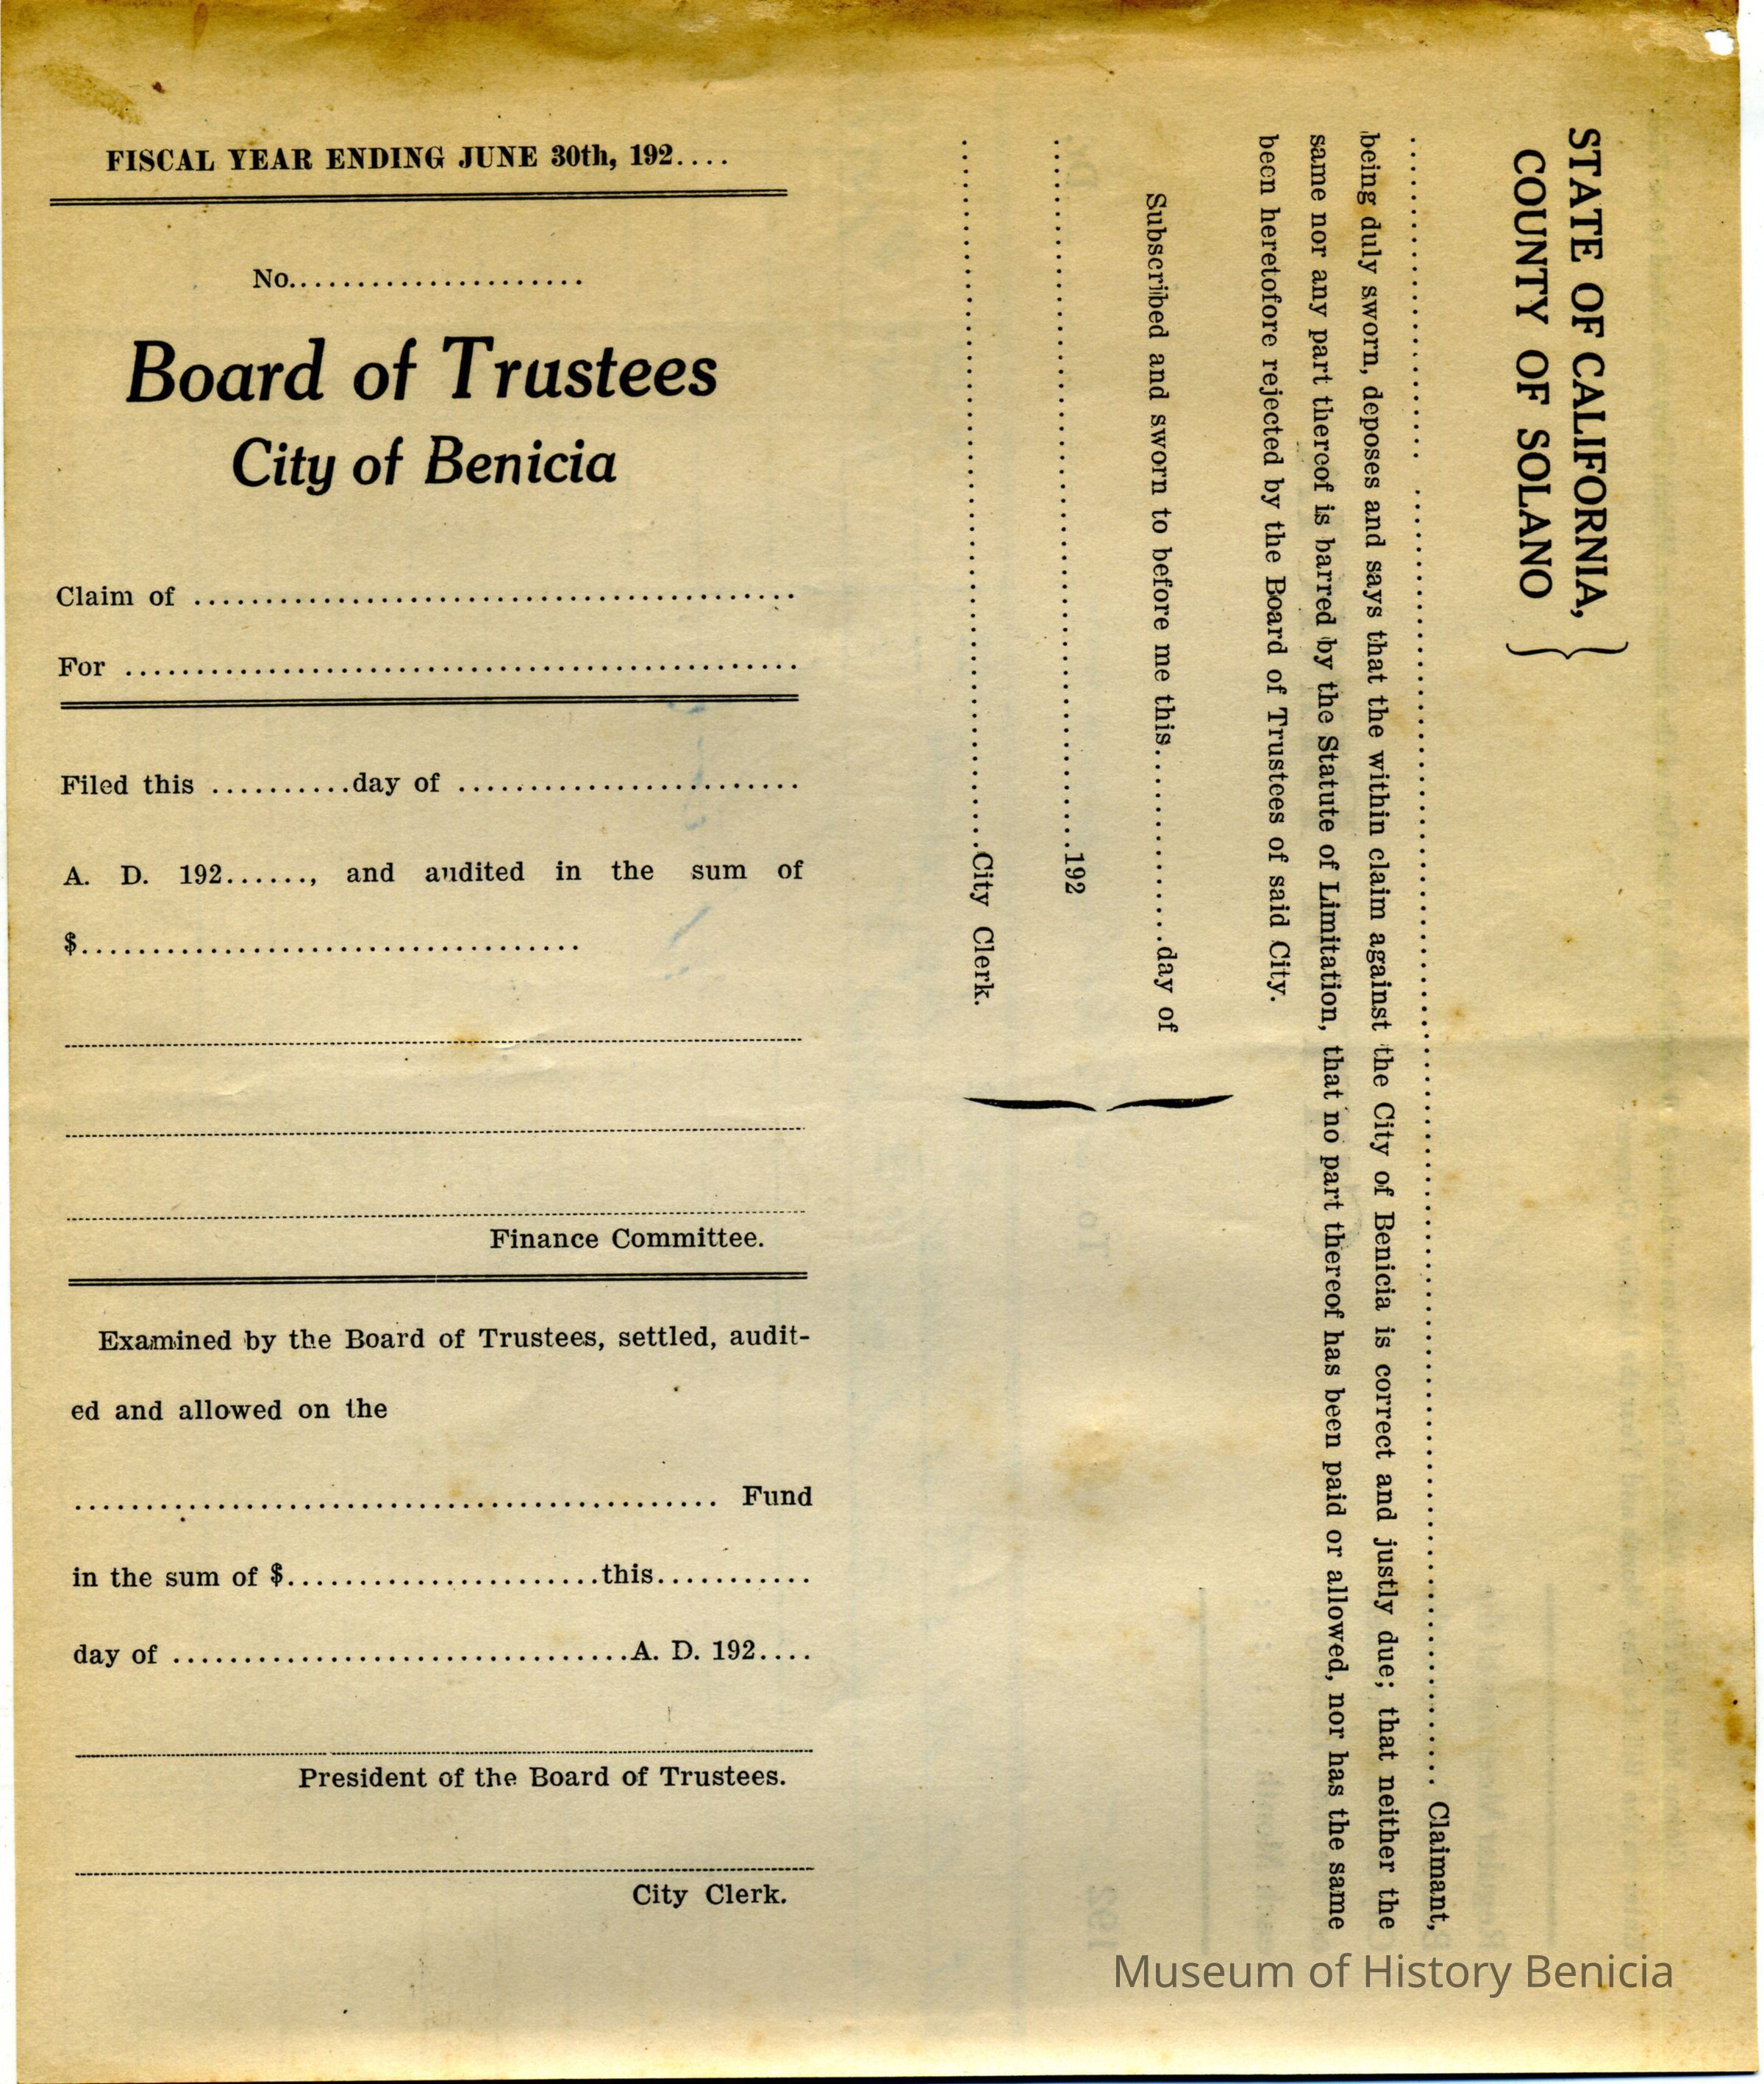 FISCAL YEAR ENDING JUNE 30th, 192....
No.....................
Board of Trustees
City of Benicia
Claim of ..........................................
For ...............................................
Filed this ..........day of ........................
A. D. 192......, and audited in the sum of
$...................................
Finance Committee.
Examined by the Board of Trustees, settled, audit-
ed and allowed on the
............................................. Fund
in the sum of $......................this...........
day of ................................A. D. 192....
President of the Board of Trustees.
City Clerk.
STATE OF CALIFORNIA,
COUNTY OF SOLANO
.................................................. Claimant,
being duly sworn, deposes and says that the within claim against the City of Benicia is correct and justly due; that neither the
same nor any part thereof is barred by the Statute of Limitation, that no part thereof has been paid or allowed, nor has the same
been heretofore rejected by the Board of Trustees of said City.
Subscribed and sworn to before me this..............day of
..................................................192
..................................................City Clerk.
Museum of History Benicia